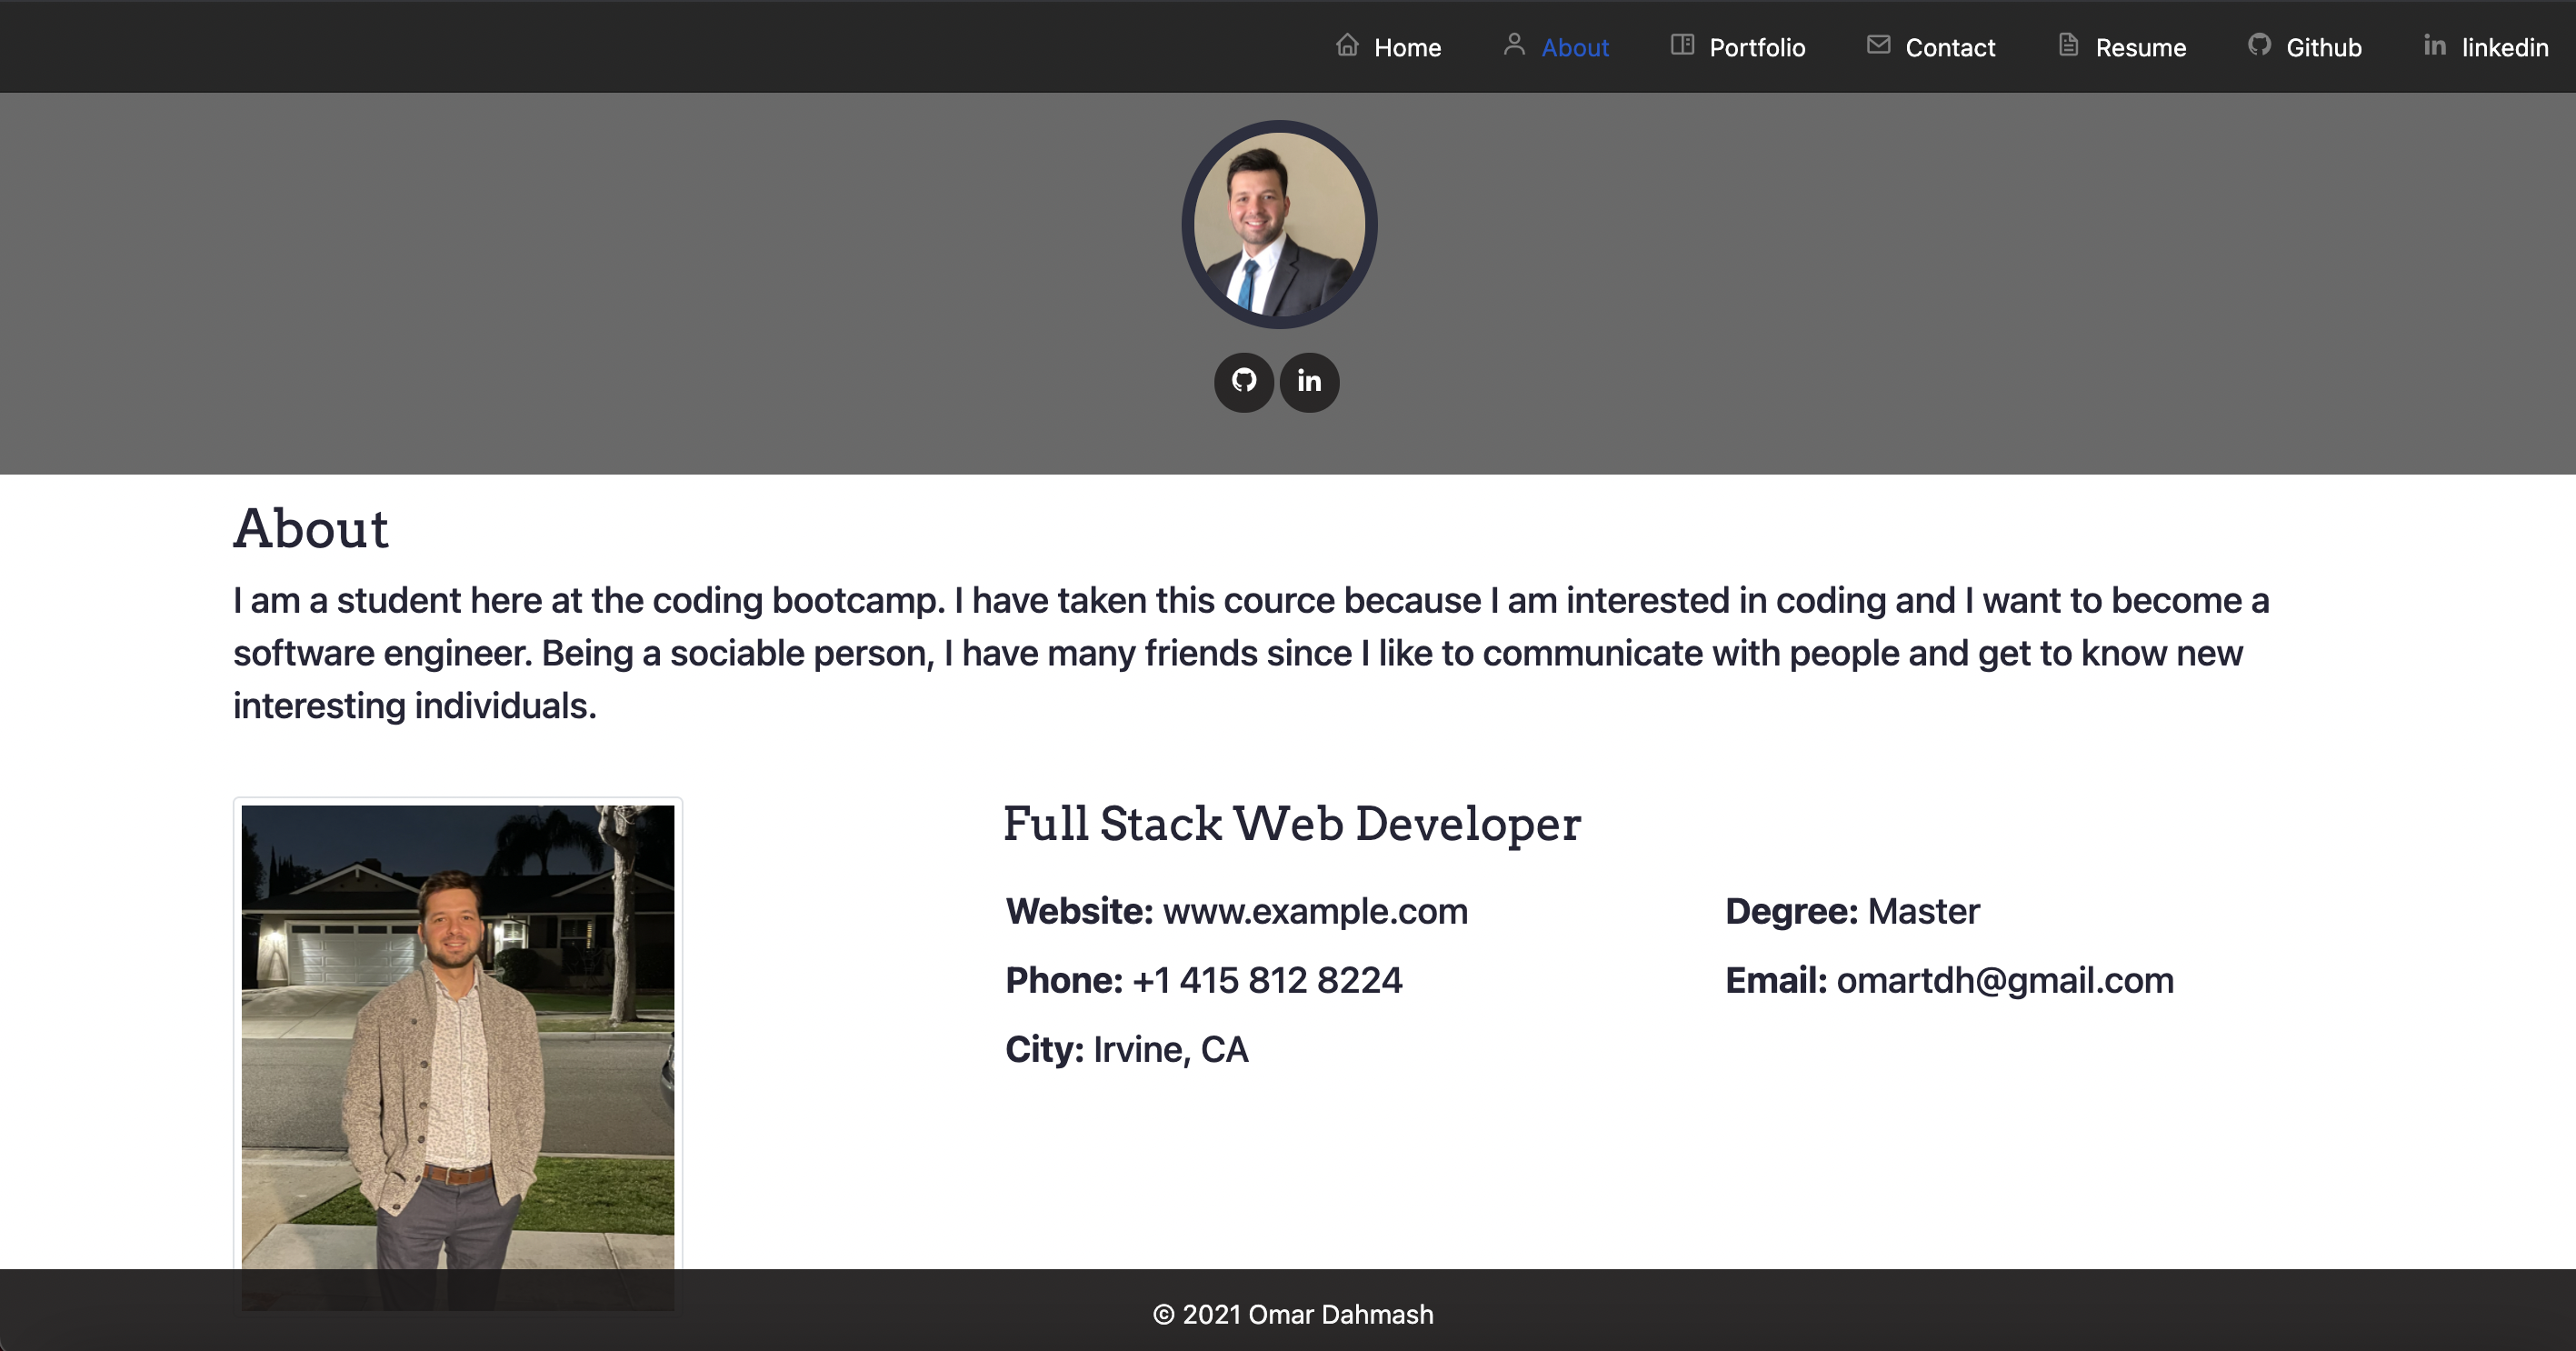 Home About Portfolio Contact Resume Github linkedin
in
About
I am a student here at the coding bootcamp. I have taken this cource because I am interested in coding and I want to become a
software engineer. Being a sociable person, I have many friends since I like to communicate with people and get to know new
interesting individuals.
Full Stack Web Developer
Website: www.example.com
Degree: Master
Phone: +1 415 812 8224
Email: omartdh@gmail.com
City: Irvine, CA
© 2021 Omar Dahmash